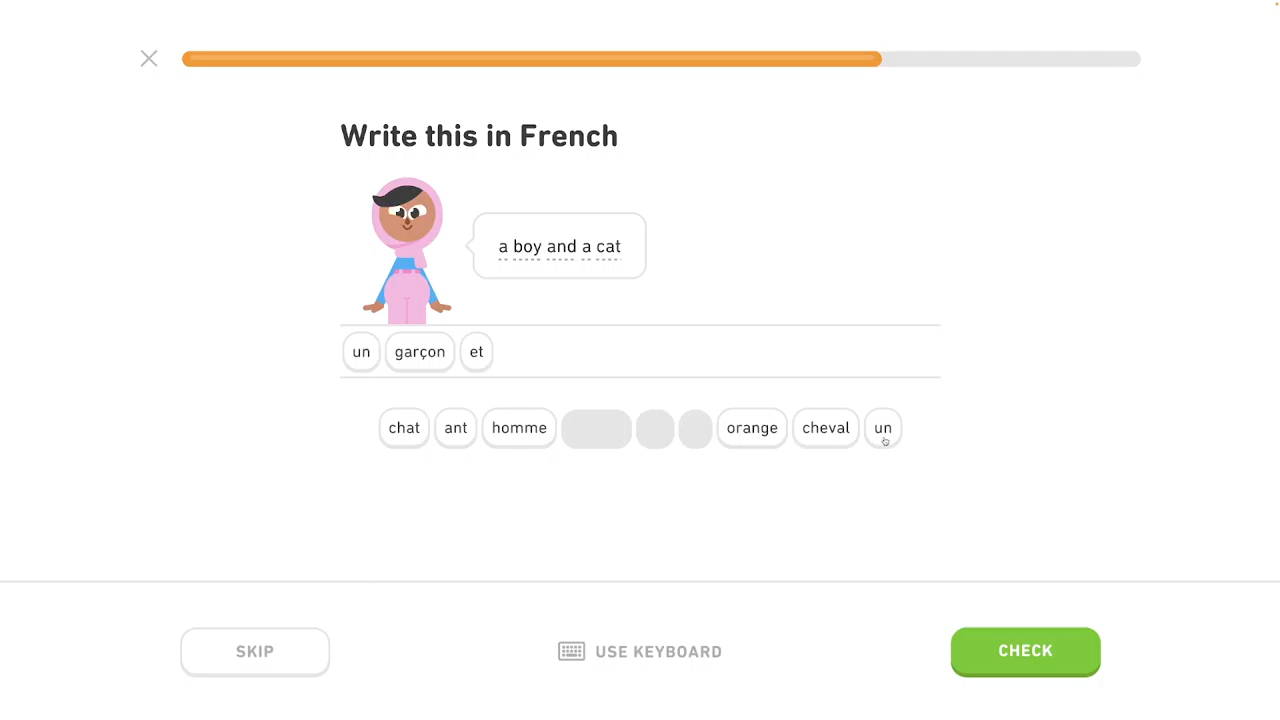 Write this in French
a boy and a cat
un garçon et
chat ant homme orange cheval un
SKIP USE KEYBOARD CHECK